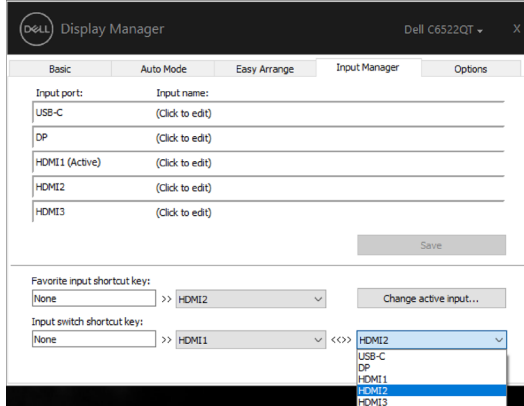 DELL Display Manager Dell C6522QT X
Basic Auto Mode Easy Arrange Input Manager Options
Input port: Input name:
USB-C (Click to edit)
DP (Click to edit)
HDMI1 (Active) (Click to edit)
HDMI2 (Click to edit)
HDMI3 (Click to edit)
Save
Favorite input shortcut key:
None >> HDMI2 Change active input...
Input switch shortcut key:
None >> HDMI1 <<>> HDMI2
USB-C
DP
HDMI1
HDMI2
HDMI3